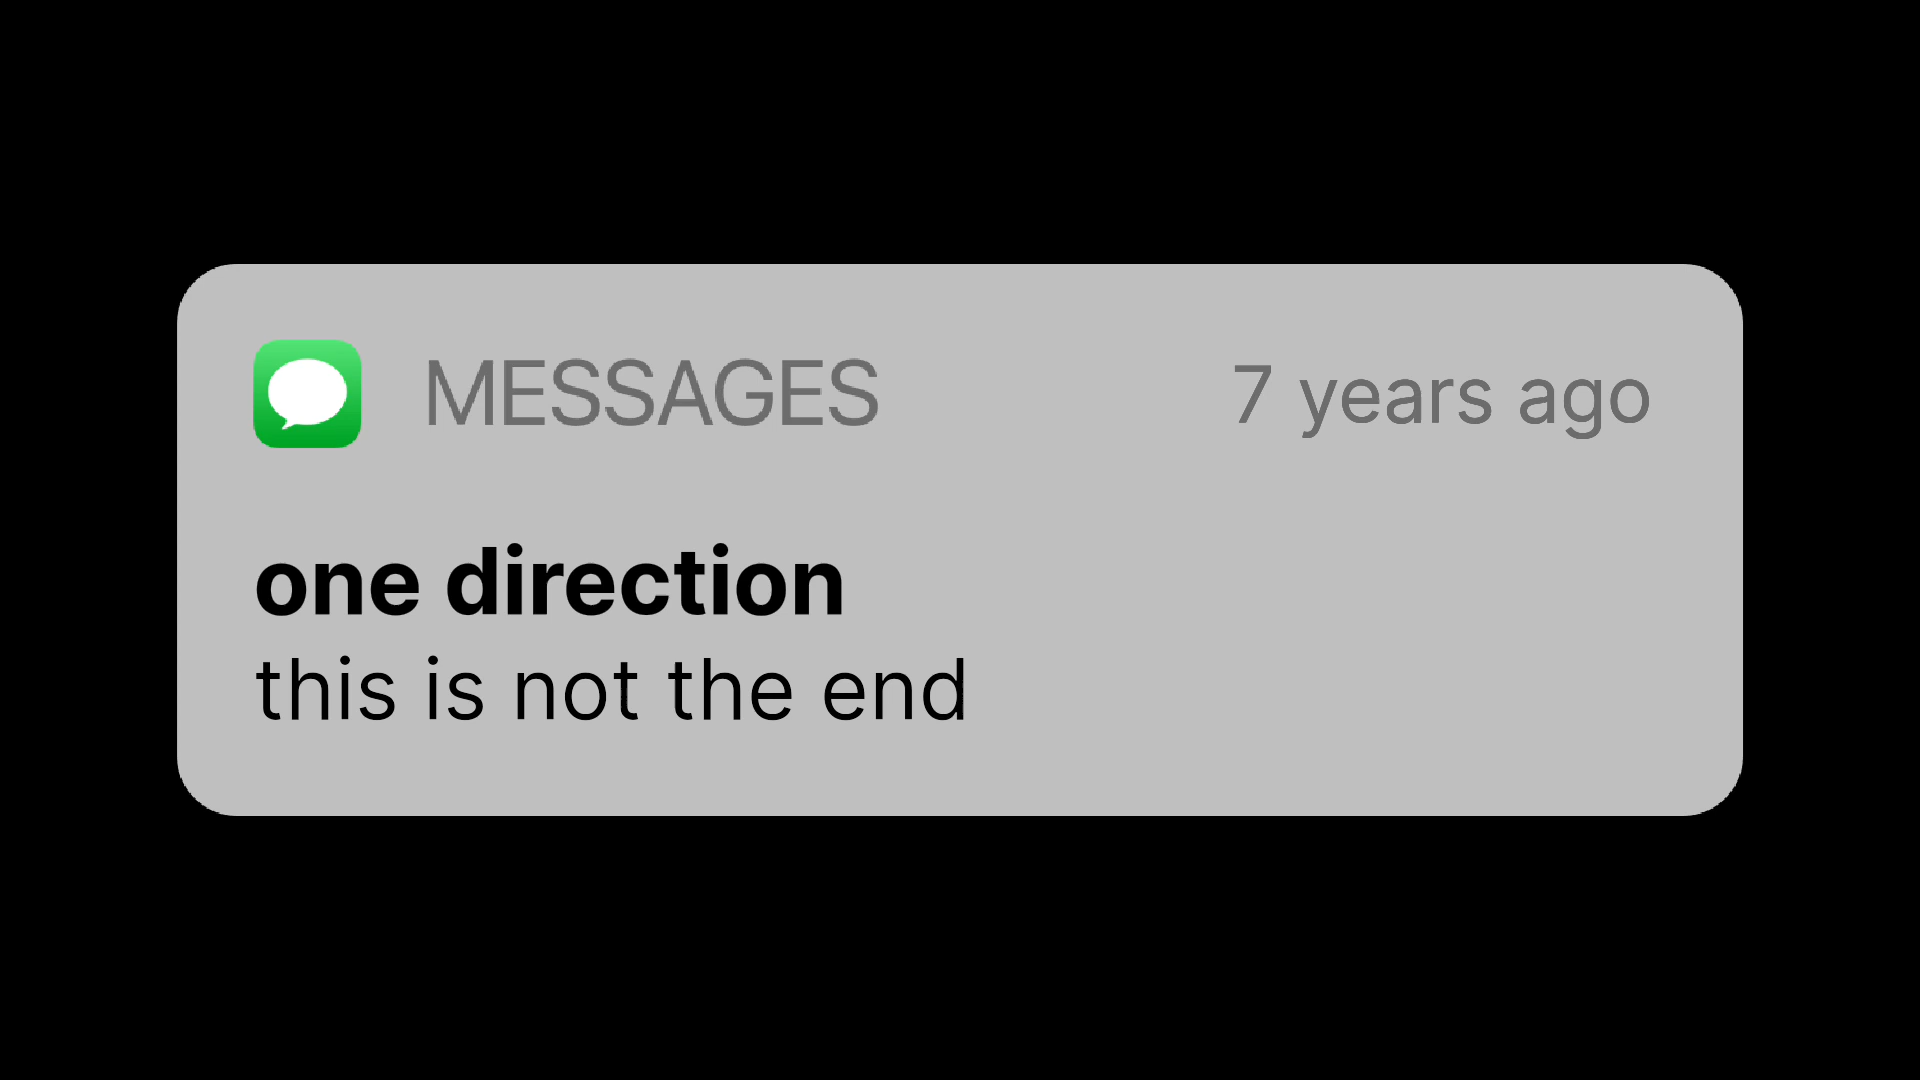 MESSAGES 7 years ago
one direction
this is not the end